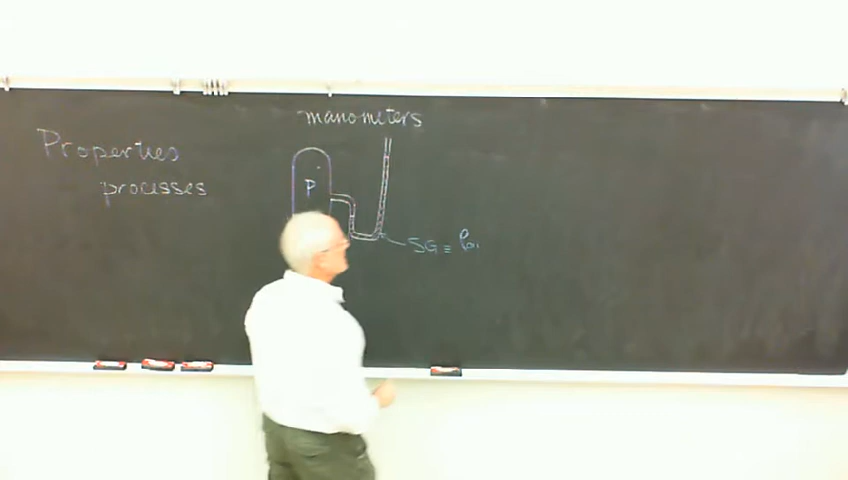 manometers
Properties
processes
P
SG ≡